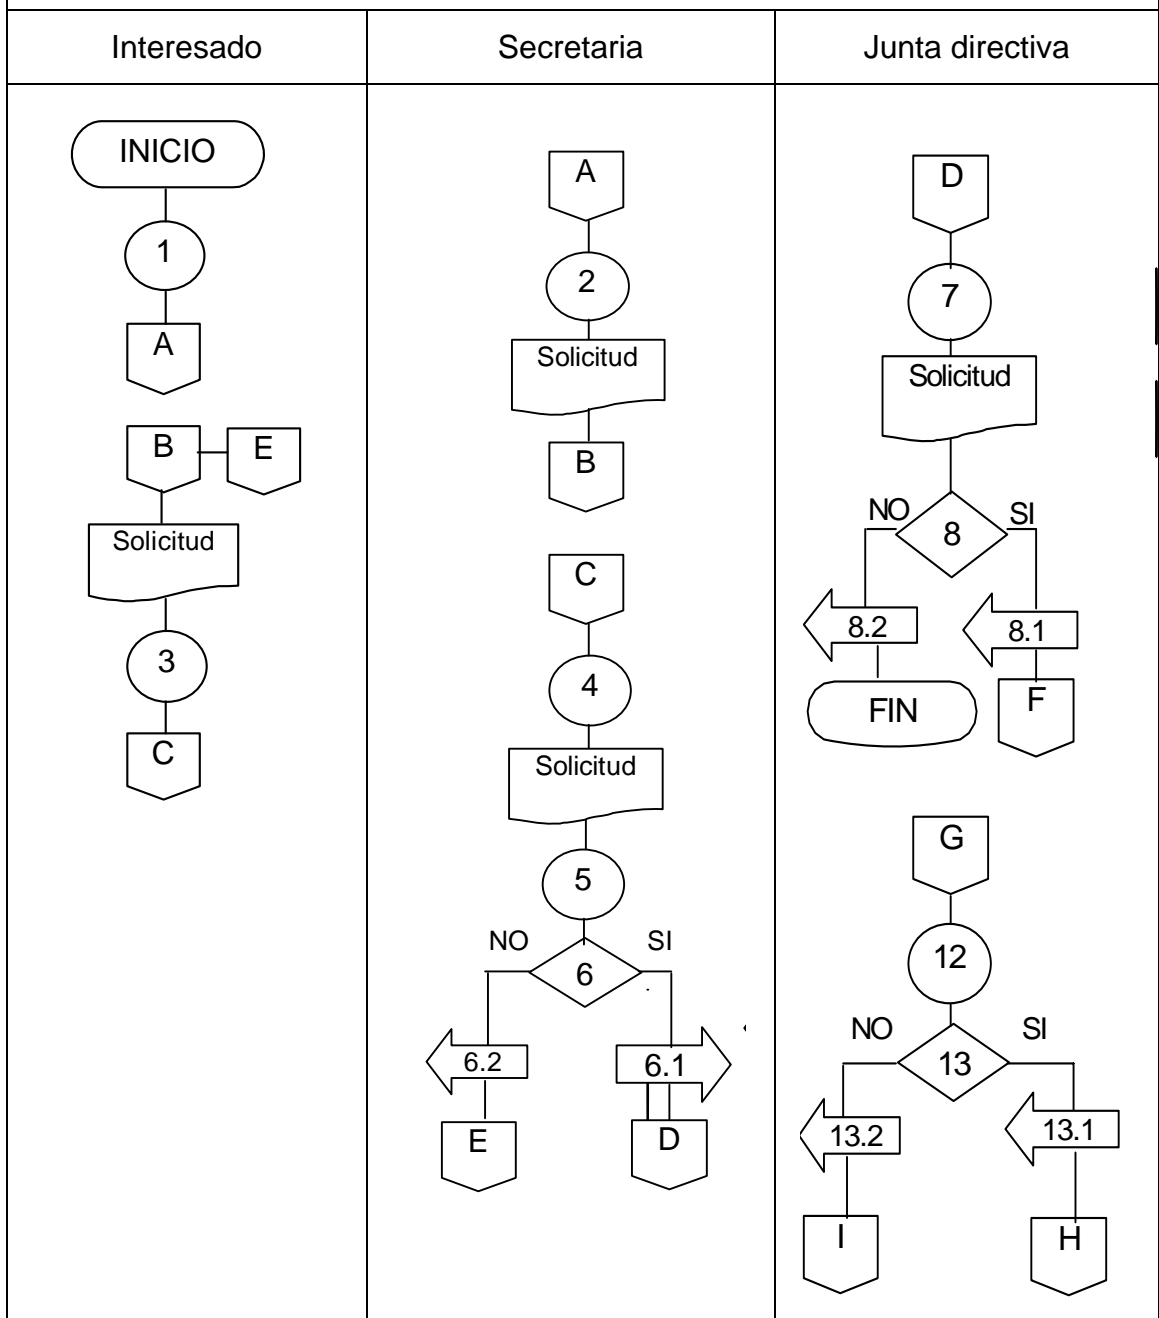 Interesado
Secretaria
Junta directiva
INICIO
1
A
B E
Solicitud
3
C
A
2
Solicitud
B
C
4
Solicitud
5
NO SI
6
6.2 6.1
E D
D
7
Solicitud
NO SI
8
8.2 8.1
FIN F
G
12
NO SI
13
13.2 13.1
I H